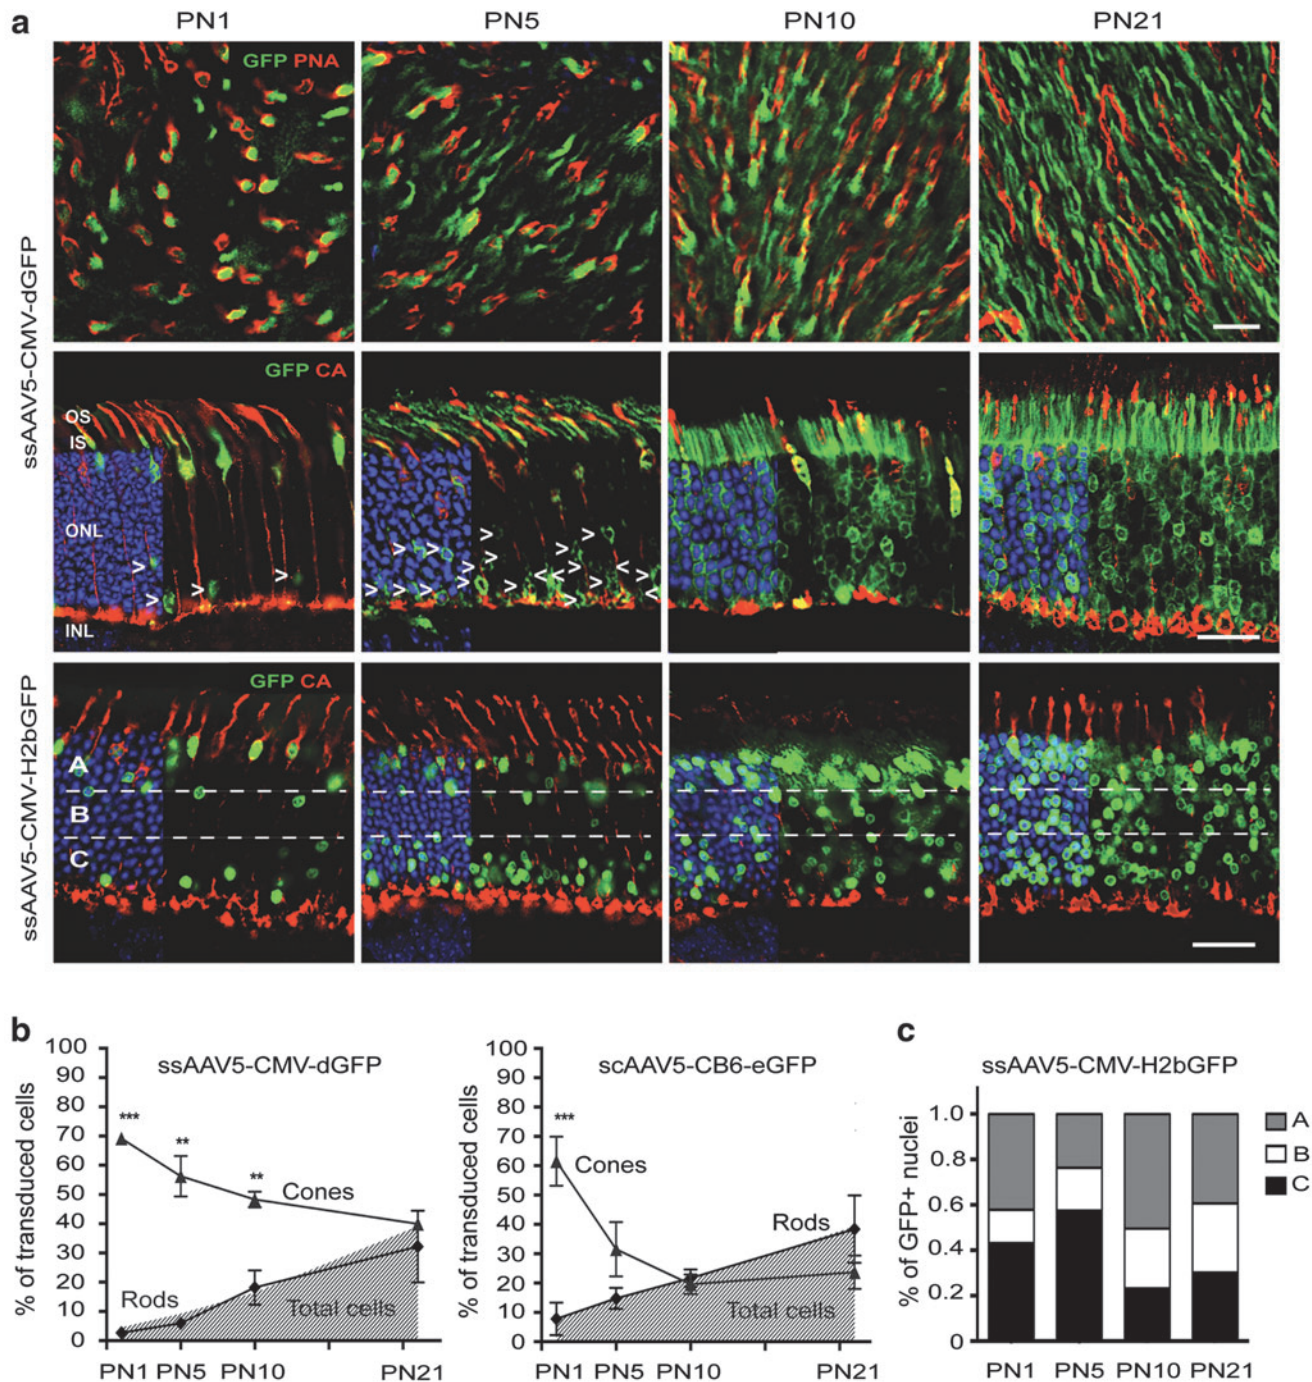 a
PN1 PN5 PN10 PN21
ssAAV5-CMV-dGFP
GFP PNA
GFP CA
OS
IS
ONL
INL
> > >
> > > > > > > > > > < < > > > < > <
ssAAV5-CMV-H2bGFP
GFP CA
A
B
C
b
ssAAV5-CMV-dGFP
% of transduced cells
100
90
80
70
60
50
40
30
20
10
0
***
**
**
Cones
Rods
Total cells
PN1 PN5 PN10 PN21
scAAV5-CB6-eGFP
% of transduced cells
100
90
80
70
60
50
40
30
20
10
0
***
Cones
Rods
Total cells
PN1 PN5 PN10 PN21
c
ssAAV5-CMV-H2bGFP
% of GFP+ nuclei
1.0
0.8
0.6
0.4
0.2
0
A
B
C
PN1 PN5 PN10 PN21